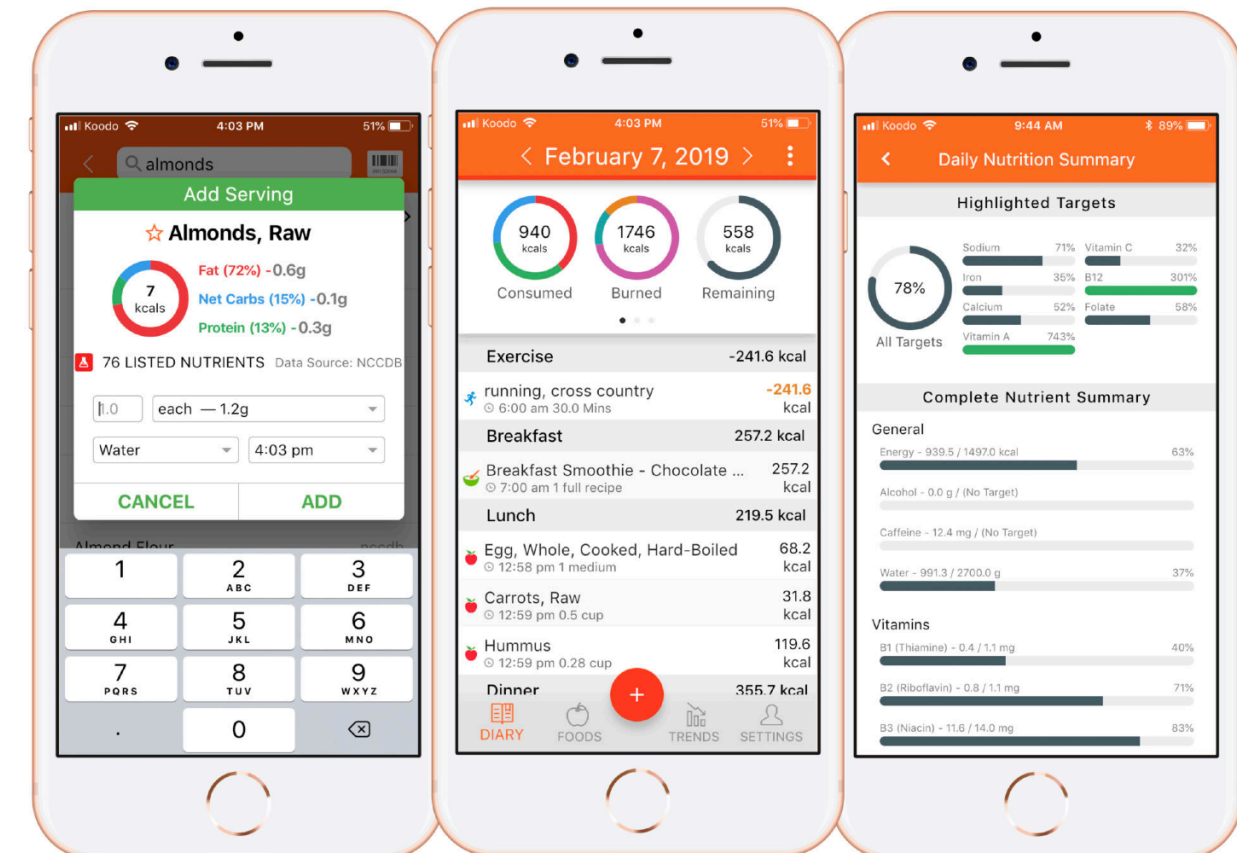 Koodo 4:03 PM 51%
almonds
Add Serving
Almonds, Raw
7
kcals
Fat (72%) - 0.6g
Net Carbs (15%) - 0.1g
Protein (13%) - 0.3g
76 LISTED NUTRIENTS Data Source: NCCDB
1.0 each — 1.2g
Water 4:03 pm
CANCEL ADD
Almond Flour nccdb
1 2 3
ABC DEF
4 5 6
GHI JKL MNO
7 8 9
PQRS TUV WXYZ
. 0
Koodo 4:03 PM 51%
< February 7, 2019 >
940 1746 558
kcals kcals kcals
Consumed Burned Remaining
Exercise -241.6 kcal
running, cross country -241.6
6:00 am 30.0 Mins kcal
Breakfast 257.2 kcal
Breakfast Smoothie - Chocolate ... 257.2
7:00 am 1 full recipe kcal
Lunch 219.5 kcal
Egg, Whole, Cooked, Hard-Boiled 68.2
12:58 pm 1 medium kcal
Carrots, Raw 31.8
12:59 pm 0.5 cup kcal
Hummus 119.6
12:59 pm 0.28 cup kcal
Dinner 355.7 kcal
+
DIARY FOODS TRENDS SETTINGS
Koodo 9:44 AM 89%
Daily Nutrition Summary
Highlighted Targets
78%
All Targets
Sodium 71% Vitamin C 32%
Iron 35% B12 301%
Calcium 52% Folate 58%
Vitamin A 743%
Complete Nutrient Summary
General
Energy - 939.5 / 1497.0 kcal 63%
Alcohol - 0.0 g / (No Target)
Caffeine - 12.4 mg / (No Target)
Water - 991.3 / 2700.0 g 37%
Vitamins
B1 (Thiamine) - 0.4 / 1.1 mg 40%
B2 (Riboflavin) - 0.8 / 1.1 mg 71%
B3 (Niacin) - 11.6 / 14.0 mg 83%